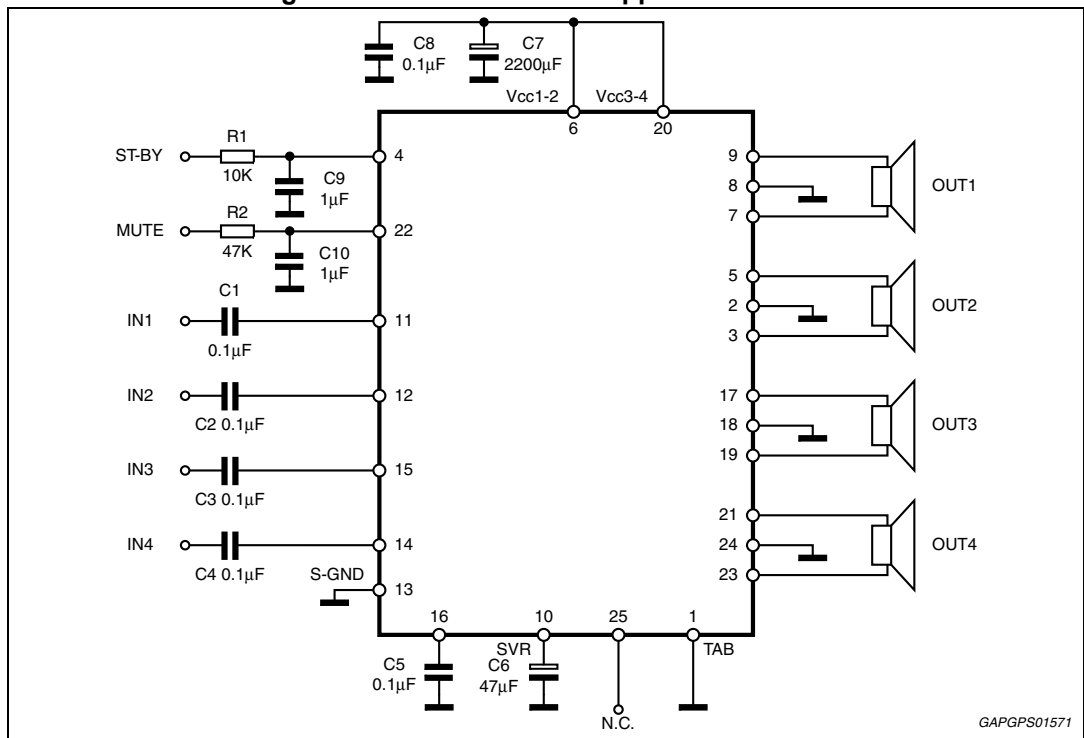 C8
0.1µF
C7
2200µF
Vcc1-2
Vcc3-4
6
20
ST-BY
R1
10K
4
C9
1µF
MUTE
R2
47K
22
C10
1µF
C1
IN1
11
0.1µF
IN2
12
C2 0.1µF
IN3
15
C3 0.1µF
IN4
14
C4 0.1µF
S-GND
13
9
8
7
OUT1
5
2
3
OUT2
17
18
19
OUT3
21
24
23
OUT4
16
10
25
1
SVR
TAB
C5
0.1µF
C6
47µF
N.C.
GAPGPS01571